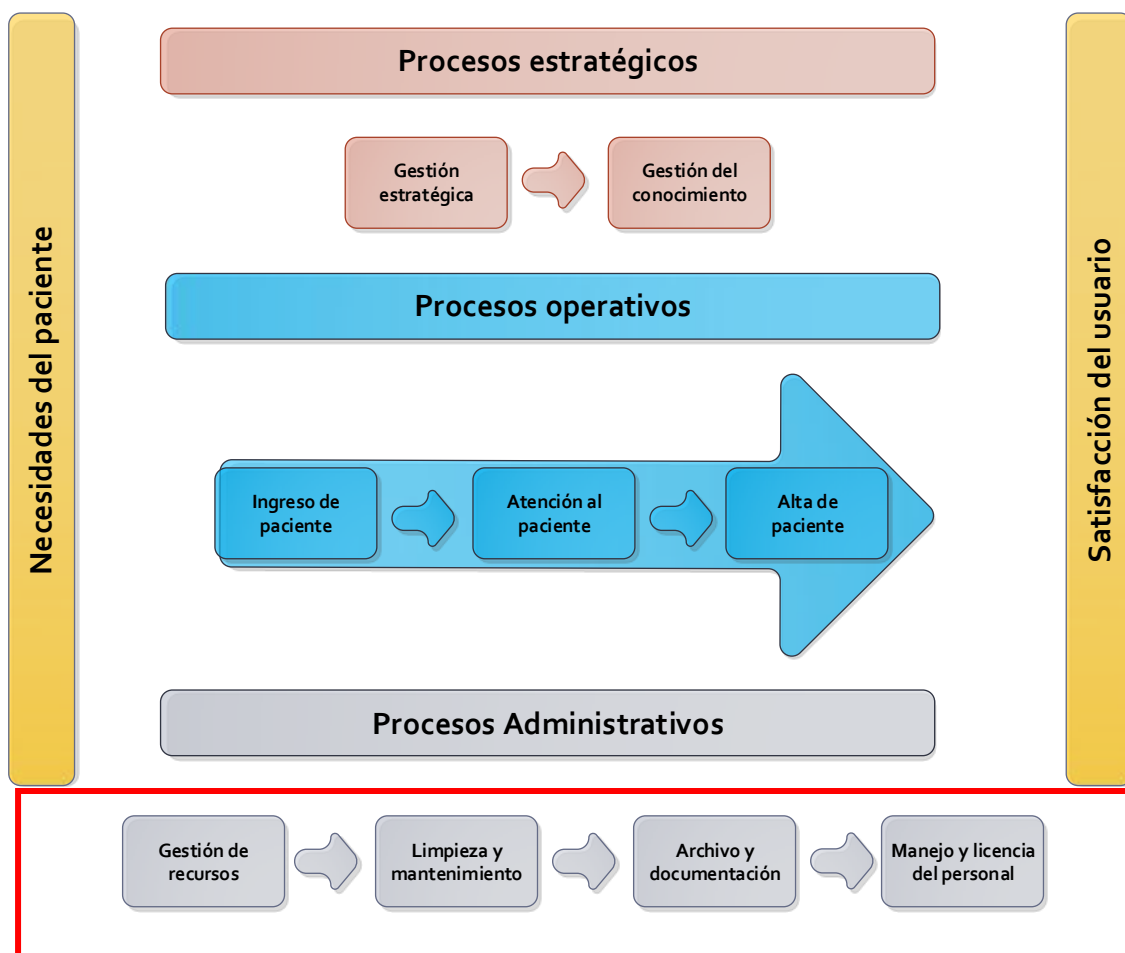 Procesos estratégicos
Gestión
estratégica
Gestión del
conocimiento
Necesidades del paciente
Procesos operativos
Satisfacción del usuario
Ingreso de
paciente
Atención al
paciente
Alta de
paciente
Procesos Administrativos
Gestión de
recursos
Limpieza y
mantenimiento
Archivo y
documentación
Manejo y licencia
del personal